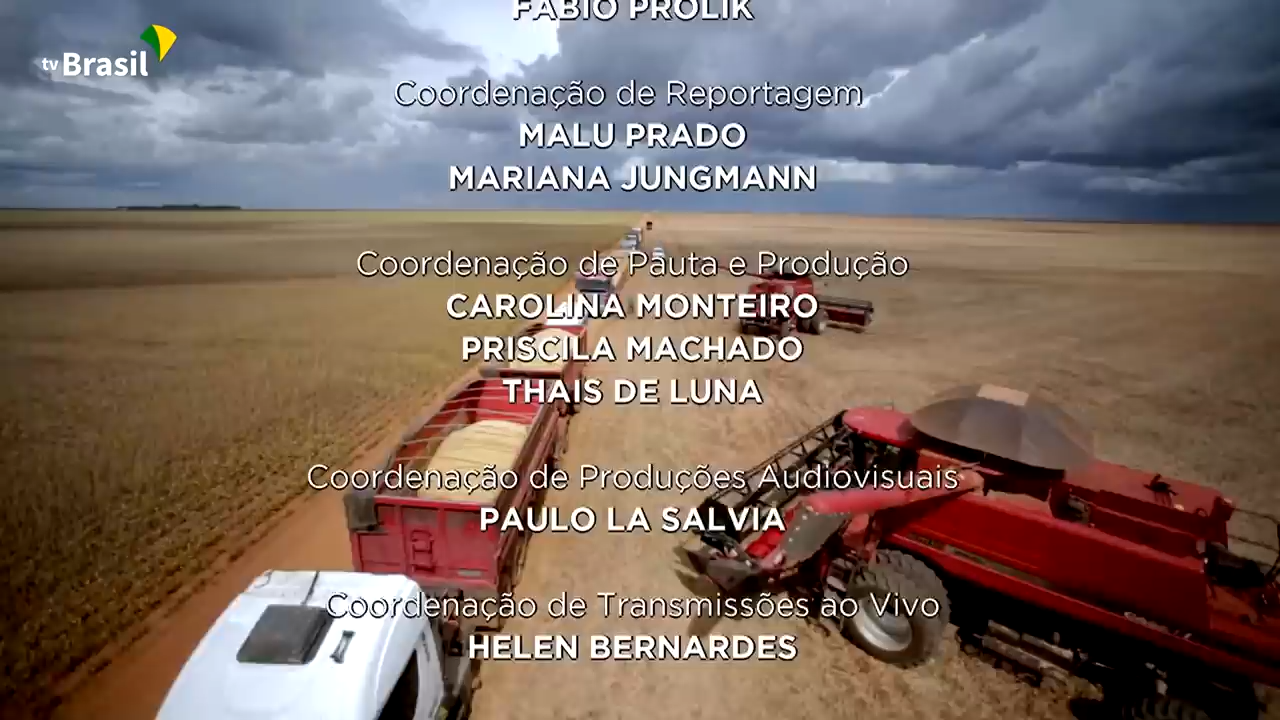 FABIO PROLIK
tv Brasil
Coordenação de Reportagem
MALU PRADO
MARIANA JUNGMANN
Coordenação de Pauta e Produção
CAROLINA MONTEIRO
PRISCILA MACHADO
THAIS DE LUNA
Coordenação de Produções Audiovisuais
PAULO LA SALVIA
Coordenação de Transmissões ao Vivo
HELEN BERNARDES